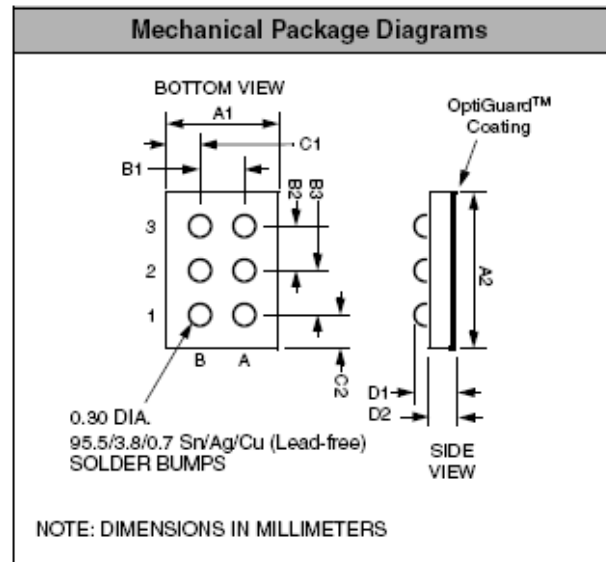 Mechanical Package Diagrams
BOTTOM VIEW
OptiGuard™
Coating
A1
C1
B1
B2
B3
3
2
1
B
A
C2
A2
D1
D2
SIDE
VIEW
0.30 DIA.
95.5/3.8/0.7 Sn/Ag/Cu (Lead-free)
SOLDER BUMPS
NOTE: DIMENSIONS IN MILLIMETERS